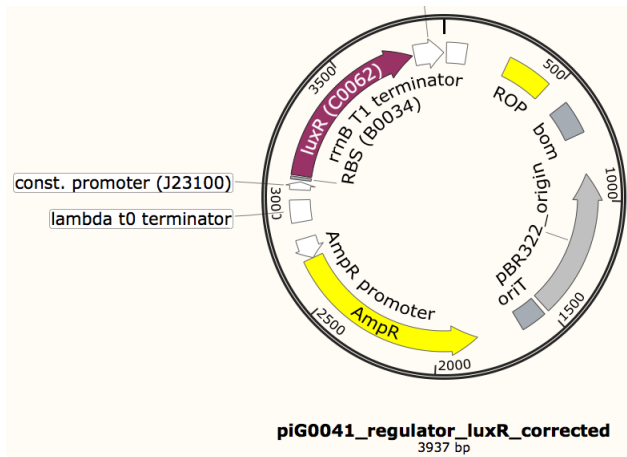 3500
500
luxR (C0062)
rrnB T1 terminator
RBS (B0034)
ROP
bom
const. promoter (J23100)
3000
1000
lambda t0 terminator
pBR322_origin
oriT
AmpR promoter
AmpR
2500
1500
2000
piG0041_regulator_luxR_corrected
3937 bp